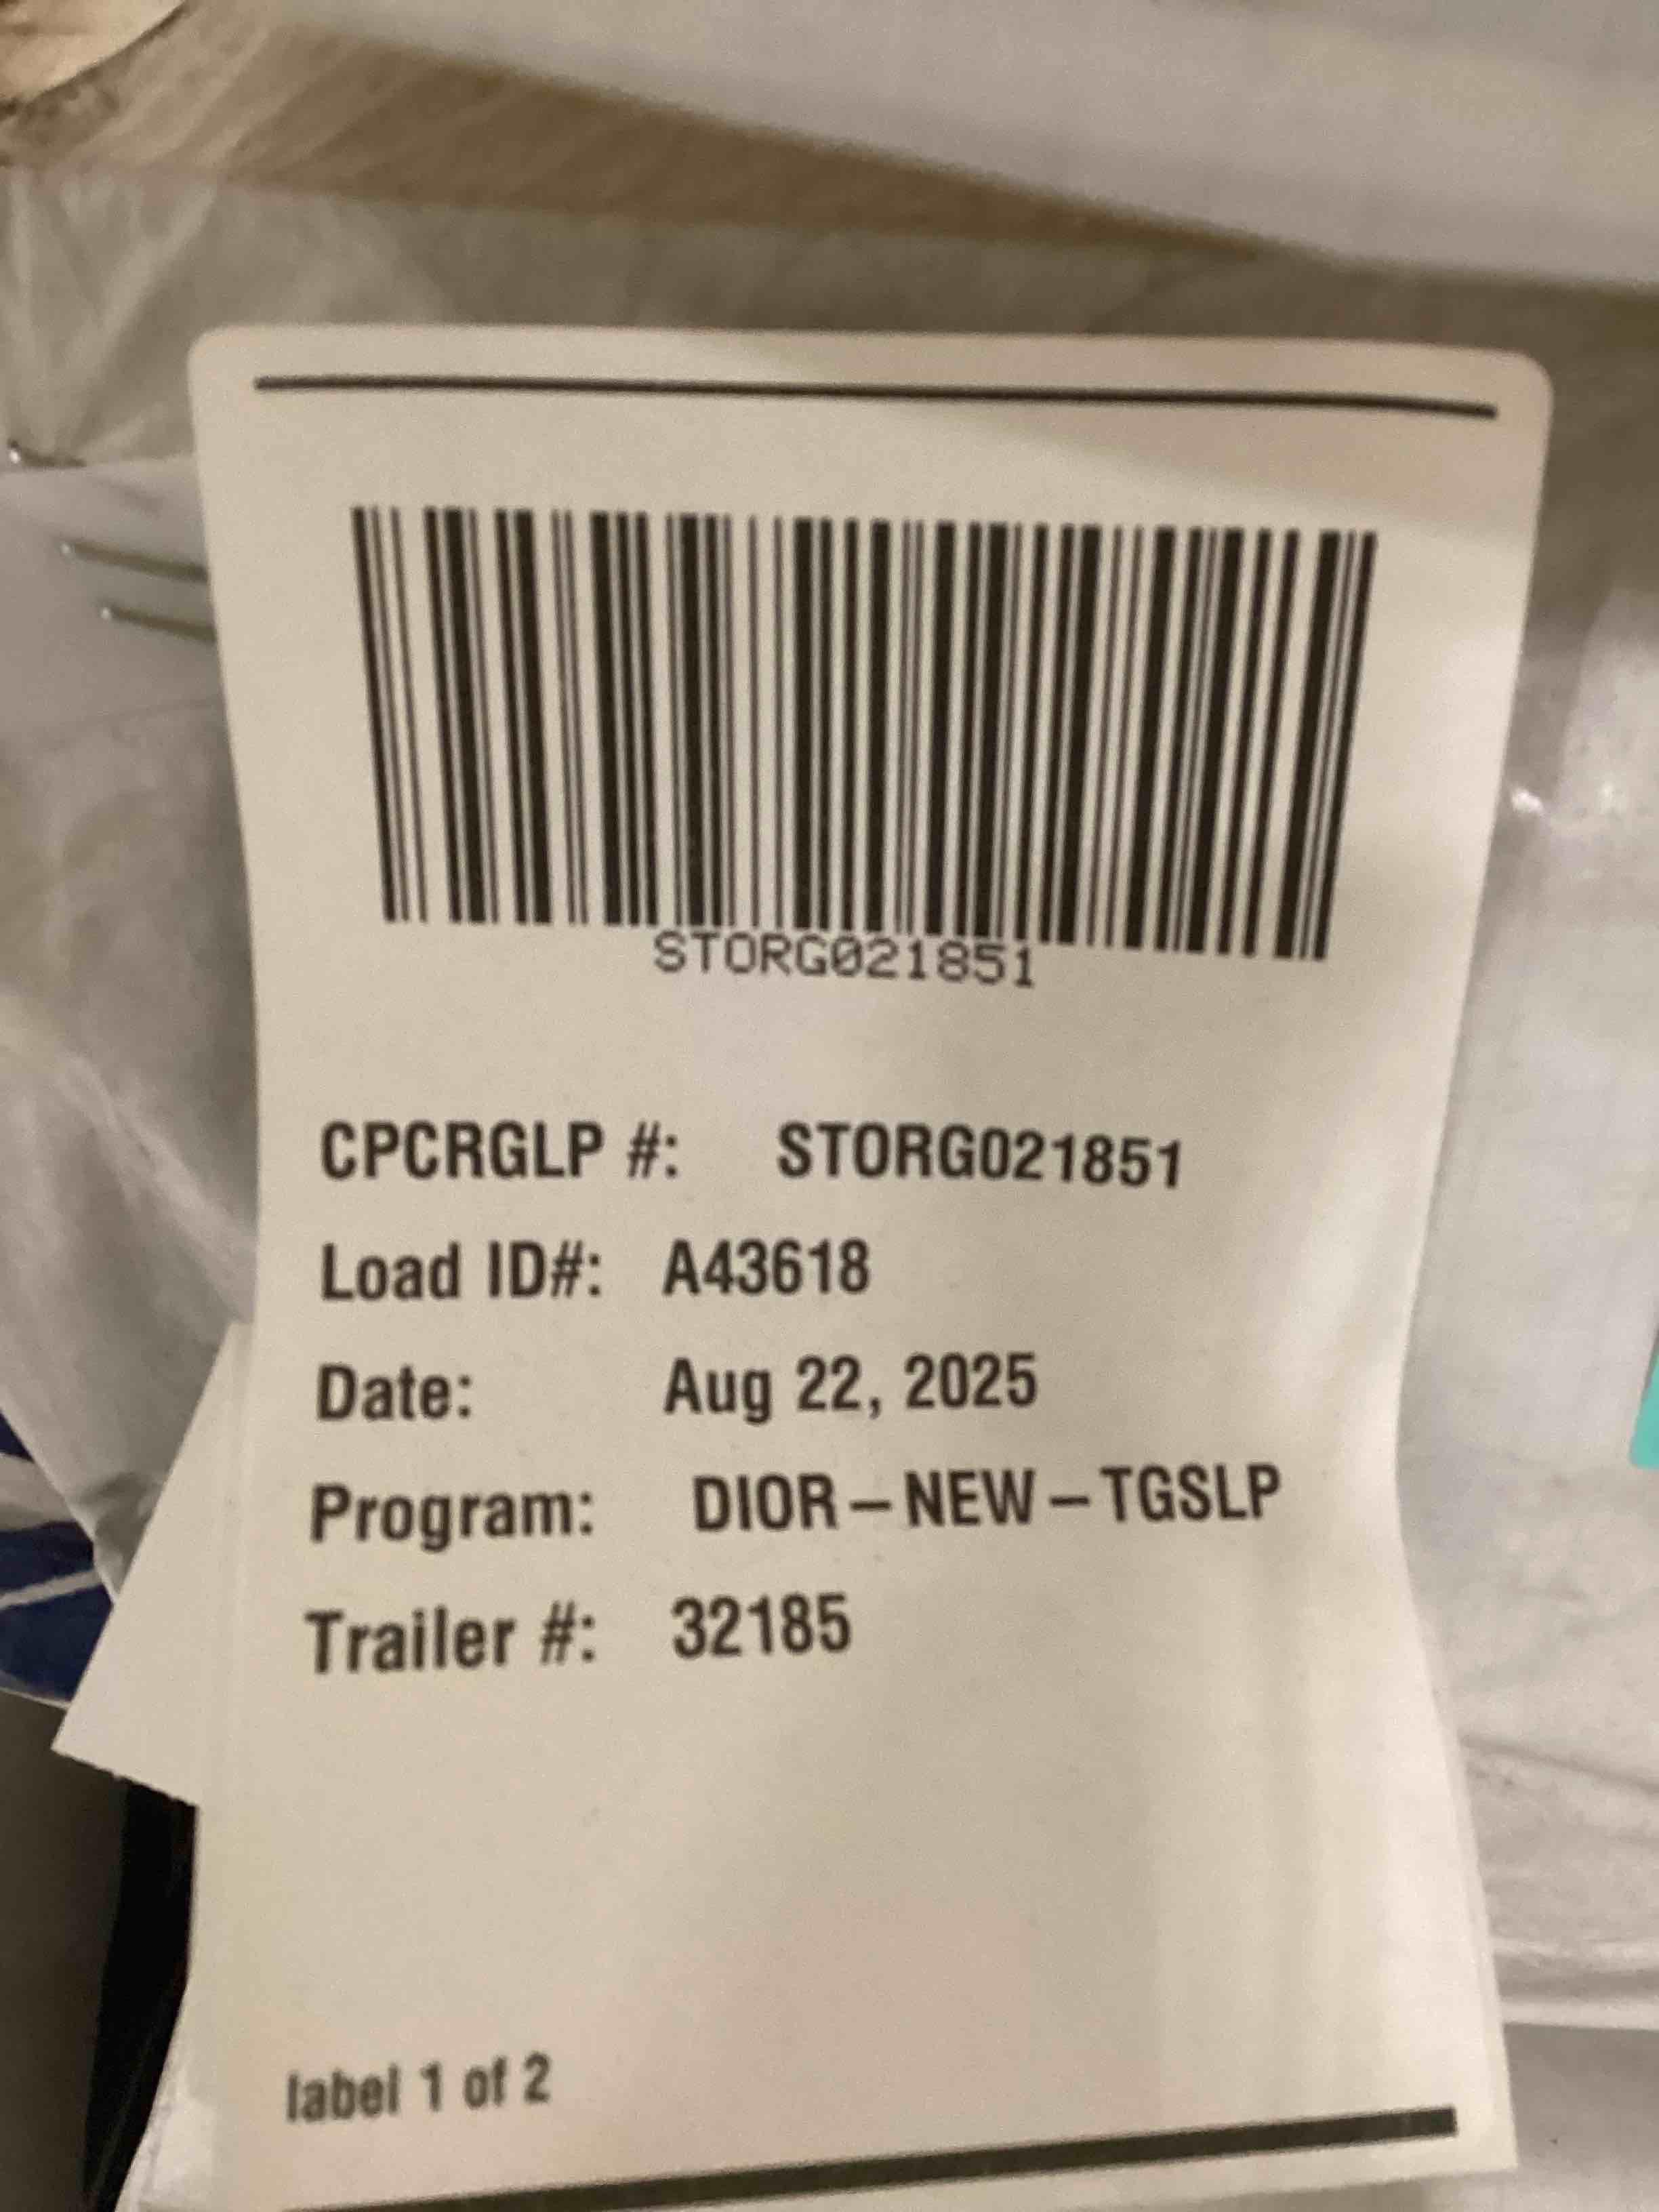 STORG021851
CPCRGLP #: STORG021851
Load ID#: A43618
Date: Aug 22, 2025
Program: DIOR-NEW-TGSLP
Trailer #: 32185
label 1 of 2